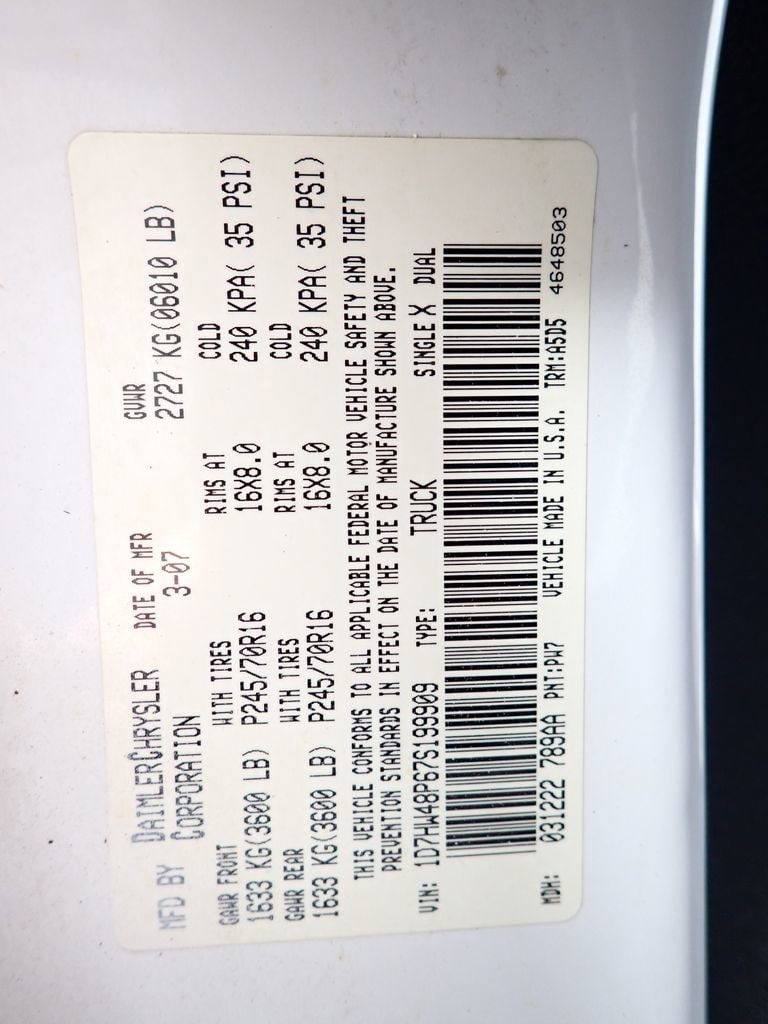 MFD BY DAIMLERCHRYSLER CORPORATION DATE OF MFR 3-07 GVWR 2727 KG(06010 LB)
GAWR FRONT WITH TIRES RIMS AT COLD
1633 KG(3600 LB) P245/70R16 16X8.0 240 KPA( 35 PSI)
GAWR REAR WITH TIRES RIMS AT COLD
1633 KG(3600 LB) P245/70R16 16X8.0 240 KPA( 35 PSI)
THIS VEHICLE CONFORMS TO ALL APPLICABLE FEDERAL MOTOR VEHICLE SAFETY AND THEFT
PREVENTION STANDARDS IN EFFECT ON THE DATE OF MANUFACTURE SHOWN ABOVE.
VIN: 1D7HW48P67S199909 TYPE: TRUCK SINGLE X DUAL
MDH: 031222 789AA PNT:PW7 VEHICLE MADE IN U.S.A. TRM:A5D5 4648503